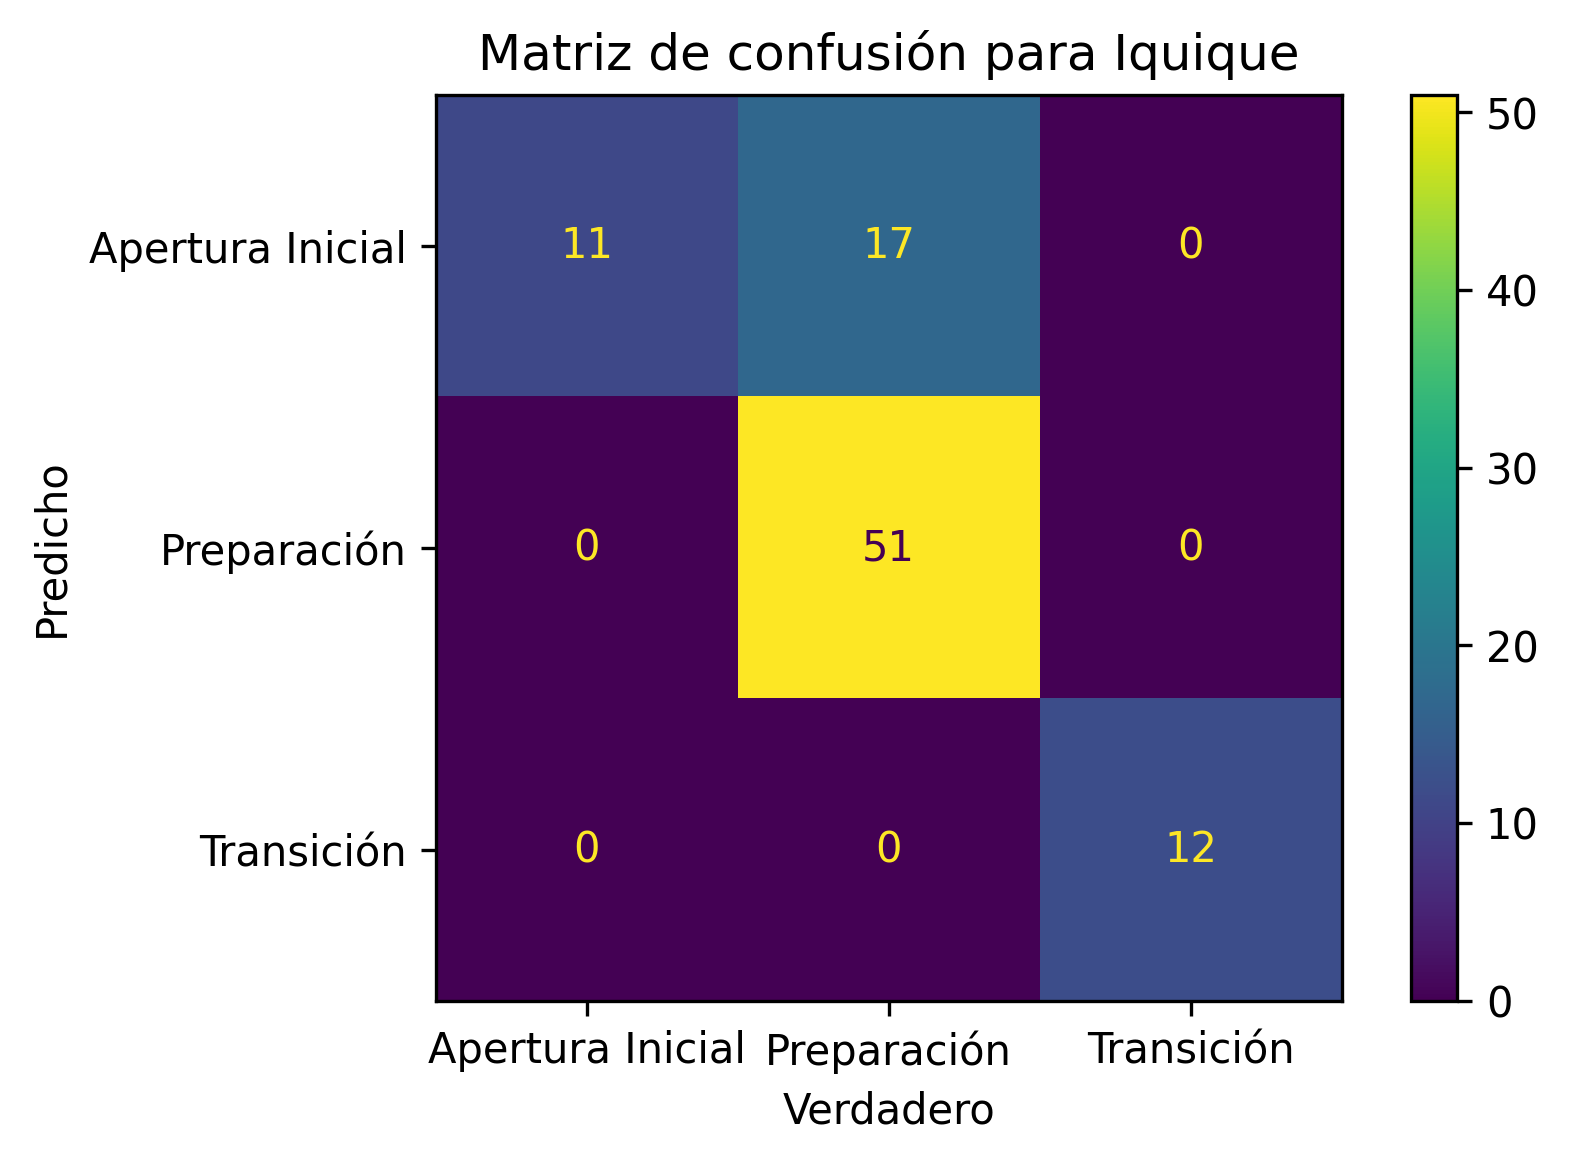 Matriz de confusión para Iquique
Predicho
Apertura Inicial
11 17 0
Preparación
0 51 0
Transición
0 0 12
Apertura Inicial Preparación Transición
Verdadero
50
40
30
20
10
0